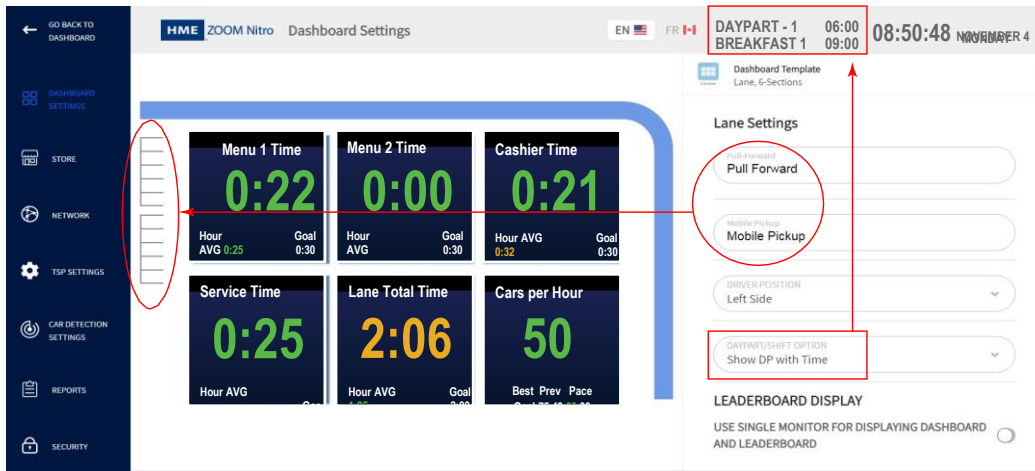 GO BACK TO
DASHBOARD
HME ZOOM Nitro Dashboard Settings
EN FR
DAYPART - 1 06:00
BREAKFAST 1 09:00
08:50:48
NOVEMBER 4
MONDAY
DASHBOARD
SETTINGS
STORE
NETWORK
TSP SETTINGS
CAR DETECTION
SETTINGS
REPORTS
SECURITY
Menu 1 Time
0:22
Hour Goal
AVG 0:25 0:30
Menu 2 Time
0:00
Hour Goal
AVG 0:30
Cashier Time
0:21
Hour AVG Goal
0:32 0:30
Service Time
0:25
Hour AVG
Lane Total Time
2:06
Hour AVG Goal
Cars per Hour
50
Best Prev Pace
Dashboard Template
Lane, 6-Sections
Lane Settings
Pull-Forward
Pull Forward
Mobile Pickup
Mobile Pickup
DRIVER POSITION
Left Side
DAYPART/SHIFT OPTION
Show DP with Time
LEADERBOARD DISPLAY
USE SINGLE MONITOR FOR DISPLAYING DASHBOARD
AND LEADERBOARD